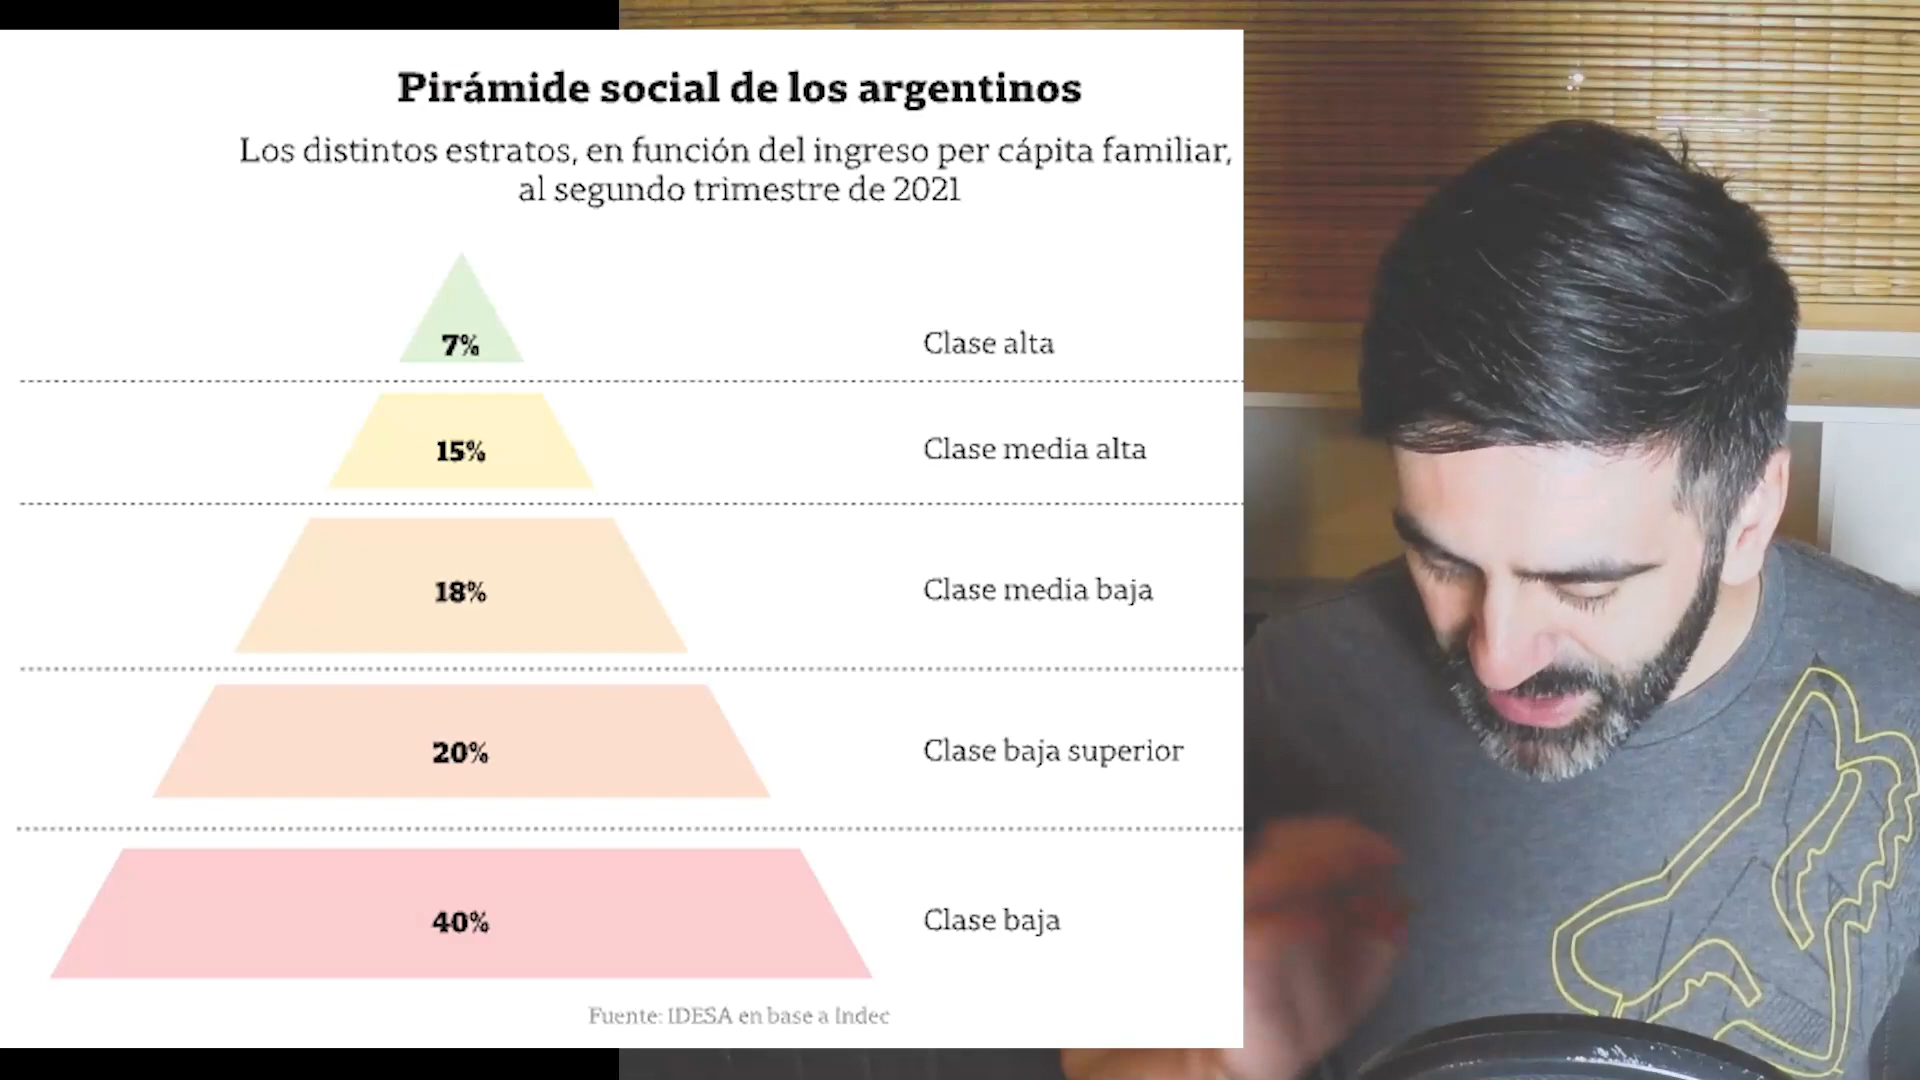 Pirámide social de los argentinos
Los distintos estratos, en función del ingreso per cápita familiar,
al segundo trimestre de 2021
7% Clase alta
15% Clase media alta
18% Clase media baja
20% Clase baja superior
40% Clase baja
Fuente: IDESA en base a Indec